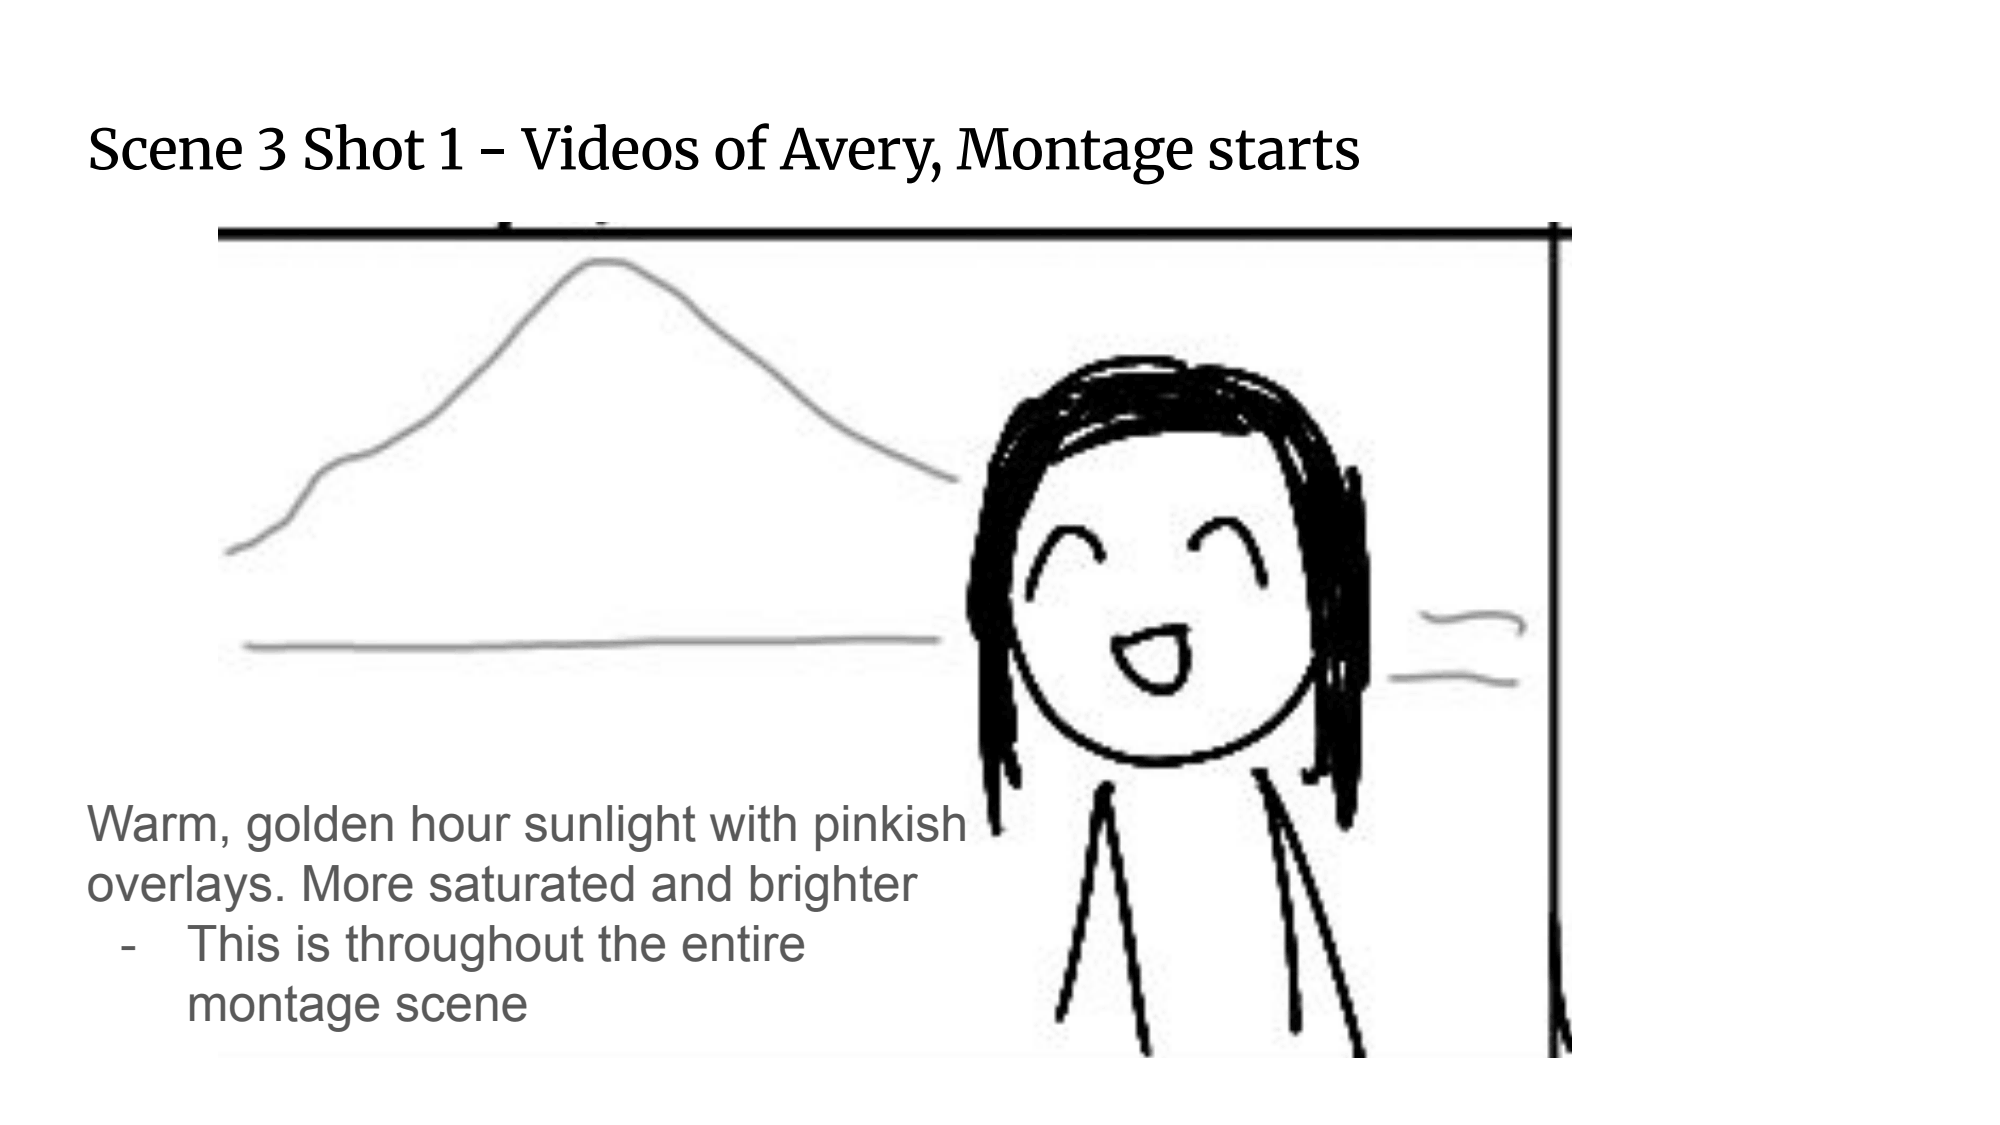 Scene 3 Shot 1 - Videos of Avery, Montage starts
Warm, golden hour sunlight with pinkish
overlays. More saturated and brighter
- This is throughout the entire
montage scene